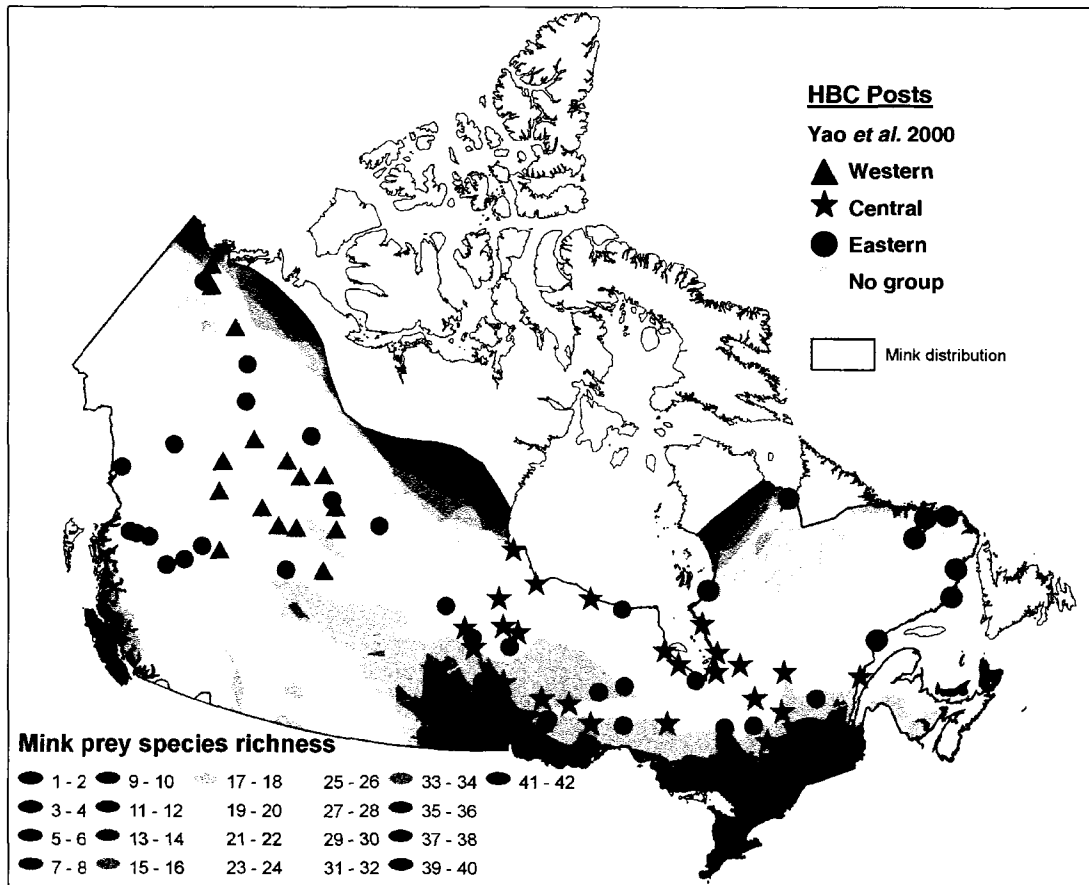 HBC Posts
Yao et al. 2000
Western
Central
Eastern
No group
Mink distribution
Mink prey species richness
1 - 2 9 - 10 17 - 18 25 - 26 33 - 34 41 - 42
3 - 4 11 - 12 19 - 20 27 - 28 35 - 36
5 - 6 13 - 14 21 - 22 29 - 30 37 - 38
7 - 8 15 - 16 23 - 24 31 - 32 39 - 40